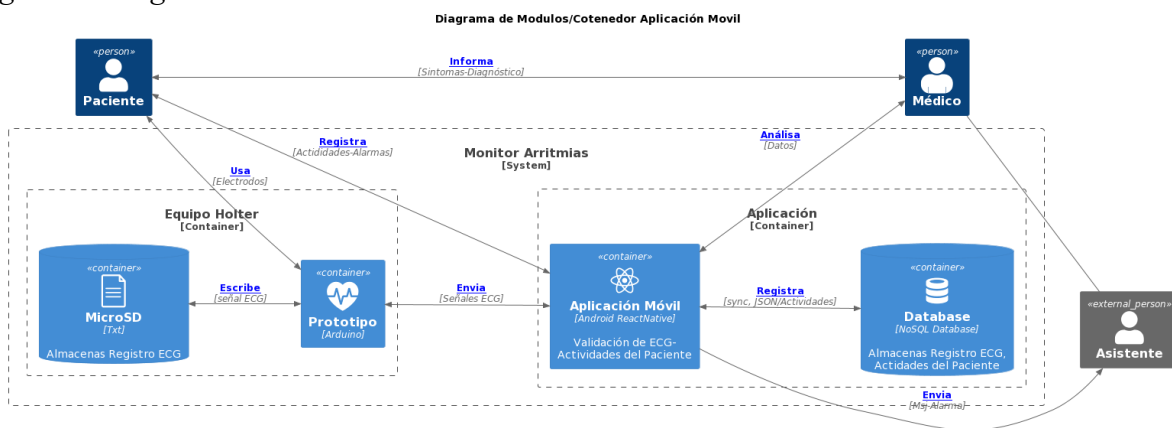 Diagrama de Modulos/Cotenedor Aplicación Movil
«person»
Paciente
«person»
Médico
Informa
[Sintomas-Diagnóstico]
Registra
[Actididades-Alarmas]
Análisa
[Datos]
Monitor Arritmias
[System]
Usa
[Electrodos]
Equipo Holter
[Container]
Aplicación
[Container]
«container»
MicroSD
[Txt]
Almacenas Registro ECG
Escribe
[señal ECG]
«container»
Prototipo
[Arduino]
Envia
[Señales ECG]
«container»
Aplicación Móvil
[Android ReactNative]
Validación de ECG-
Actividades del Paciente
Registra
[sync, JSON/Actividades]
«container»
Database
[NoSQL Database]
Almacenas Registro ECG,
Actidades del Paciente
«external_person»
Asistente
Envia
[Msj-Alarma]